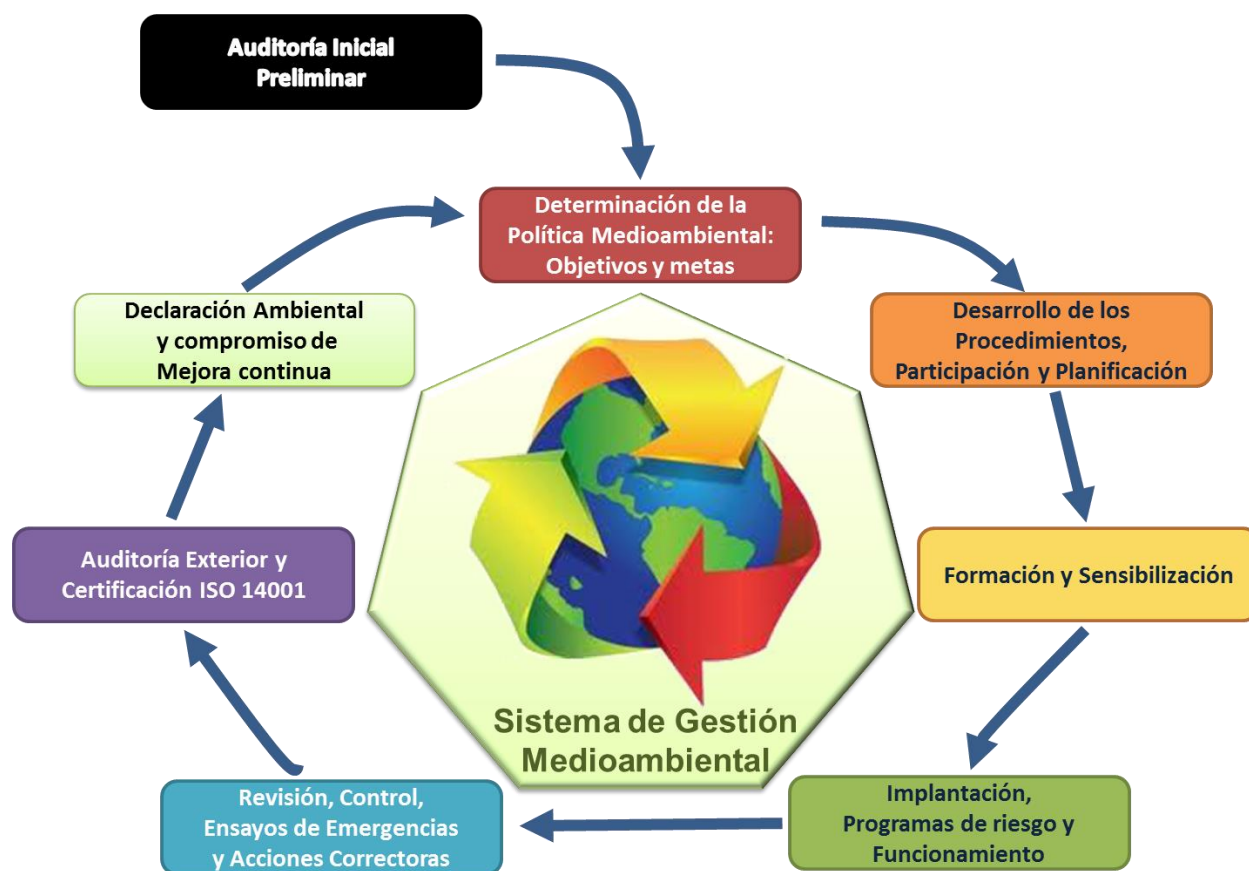 Auditoría Inicial
Preliminar
Determinación de la
Política Medioambiental:
Objetivos y metas
Desarrollo de los
Procedimientos,
Participación y Planificación
Formación y Sensibilización
Implantación,
Programas de riesgo y
Funcionamiento
Revisión, Control,
Ensayos de Emergencias
y Acciones Correctoras
Auditoría Exterior y
Certificación ISO 14001
Declaración Ambiental
y compromiso de
Mejora continua
Sistema de Gestión
Medioambiental